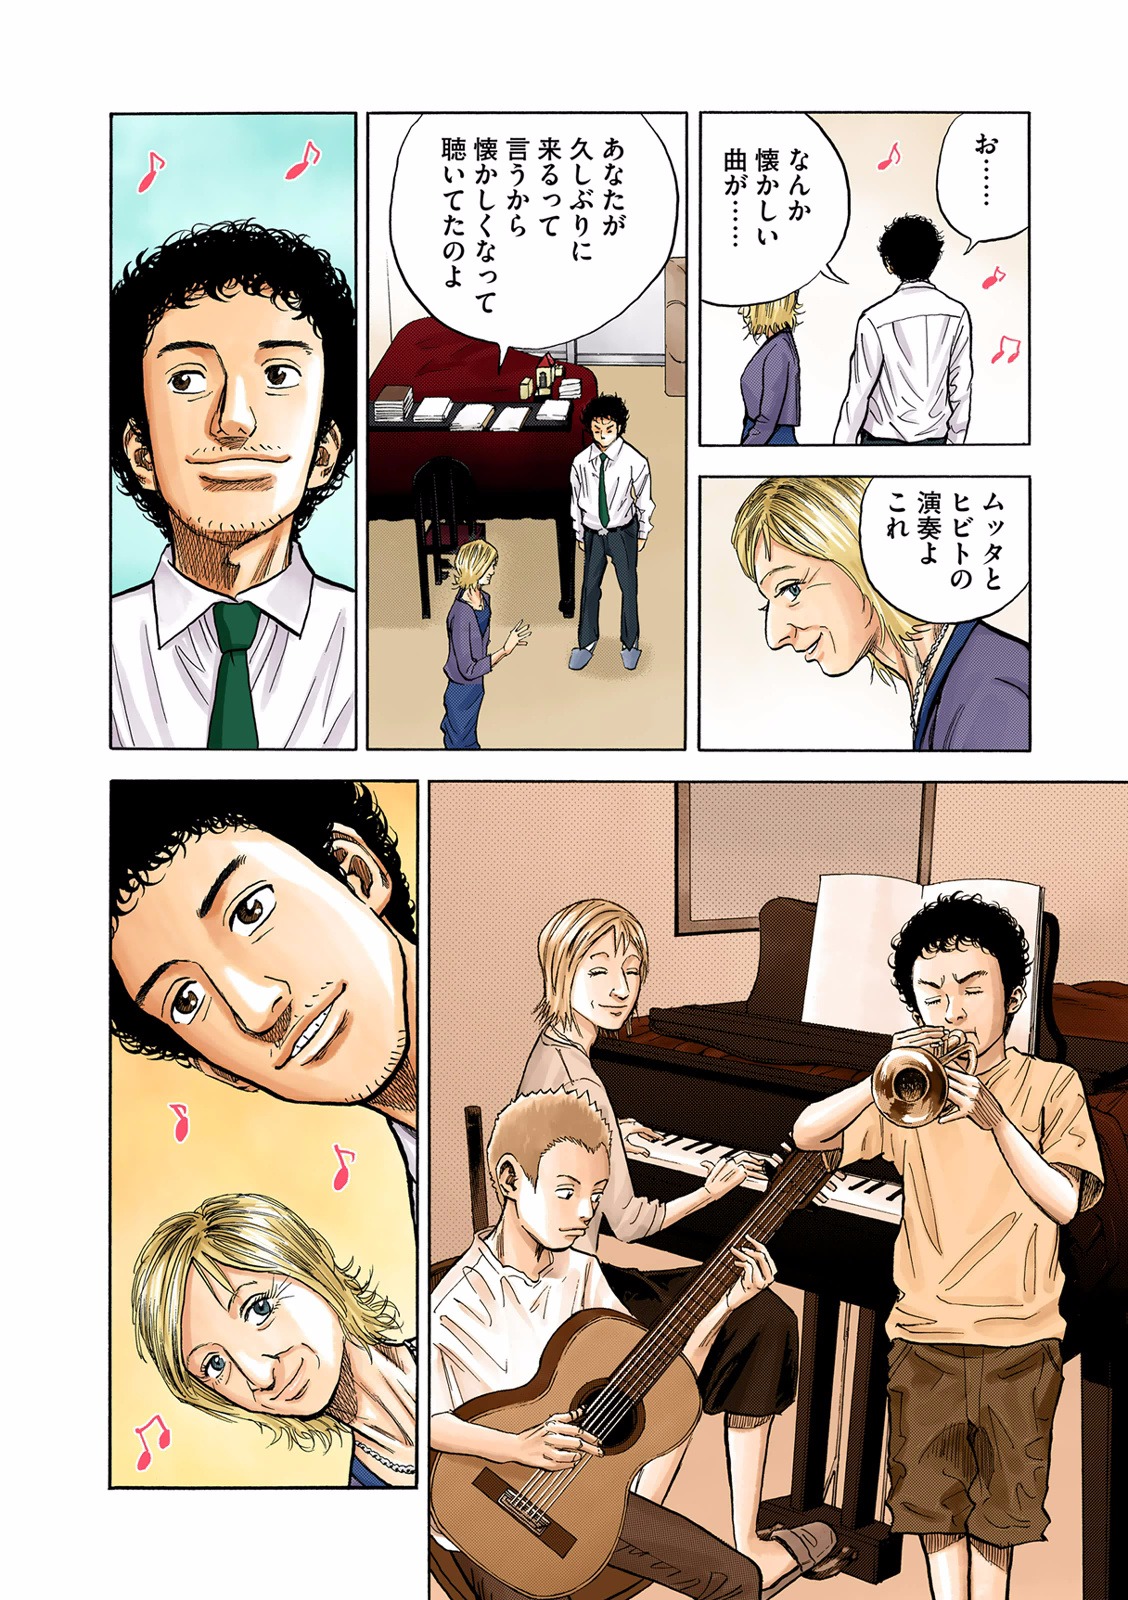 お……
なんか
懐かしい
曲が……
ムッタと
ヒビトの
演奏よ
これ
あなたが
久しぶりに
来るって
言うから
懐かしくなって
聴いてたのよ